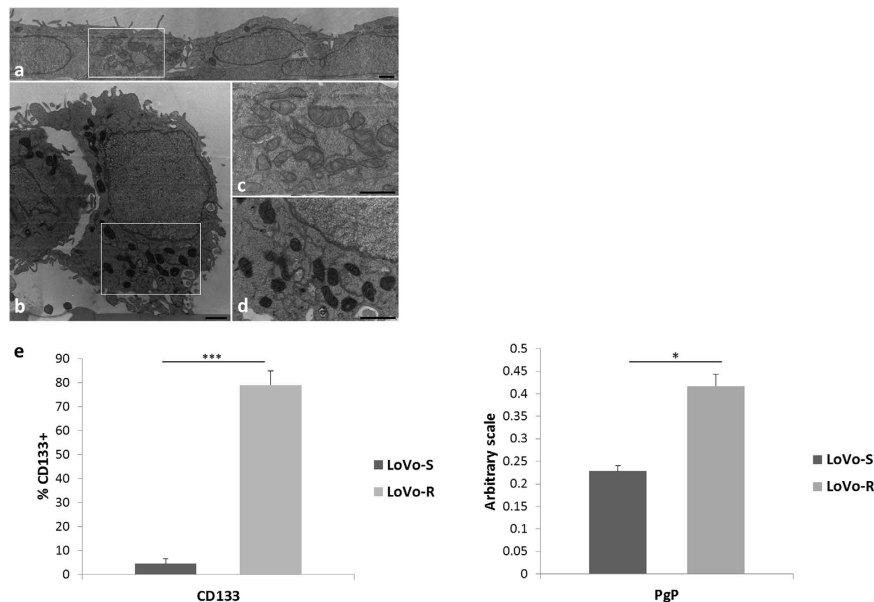 a
b
c
d
e
***
90
80
70
60
50
40
30
20
10
0
% CD133+
CD133
LoVo-S
LoVo-R
*
0.5
0.45
0.4
0.35
0.3
0.25
0.2
0.15
0.1
0.05
0
Arbitrary scale
PgP
LoVo-S
LoVo-R